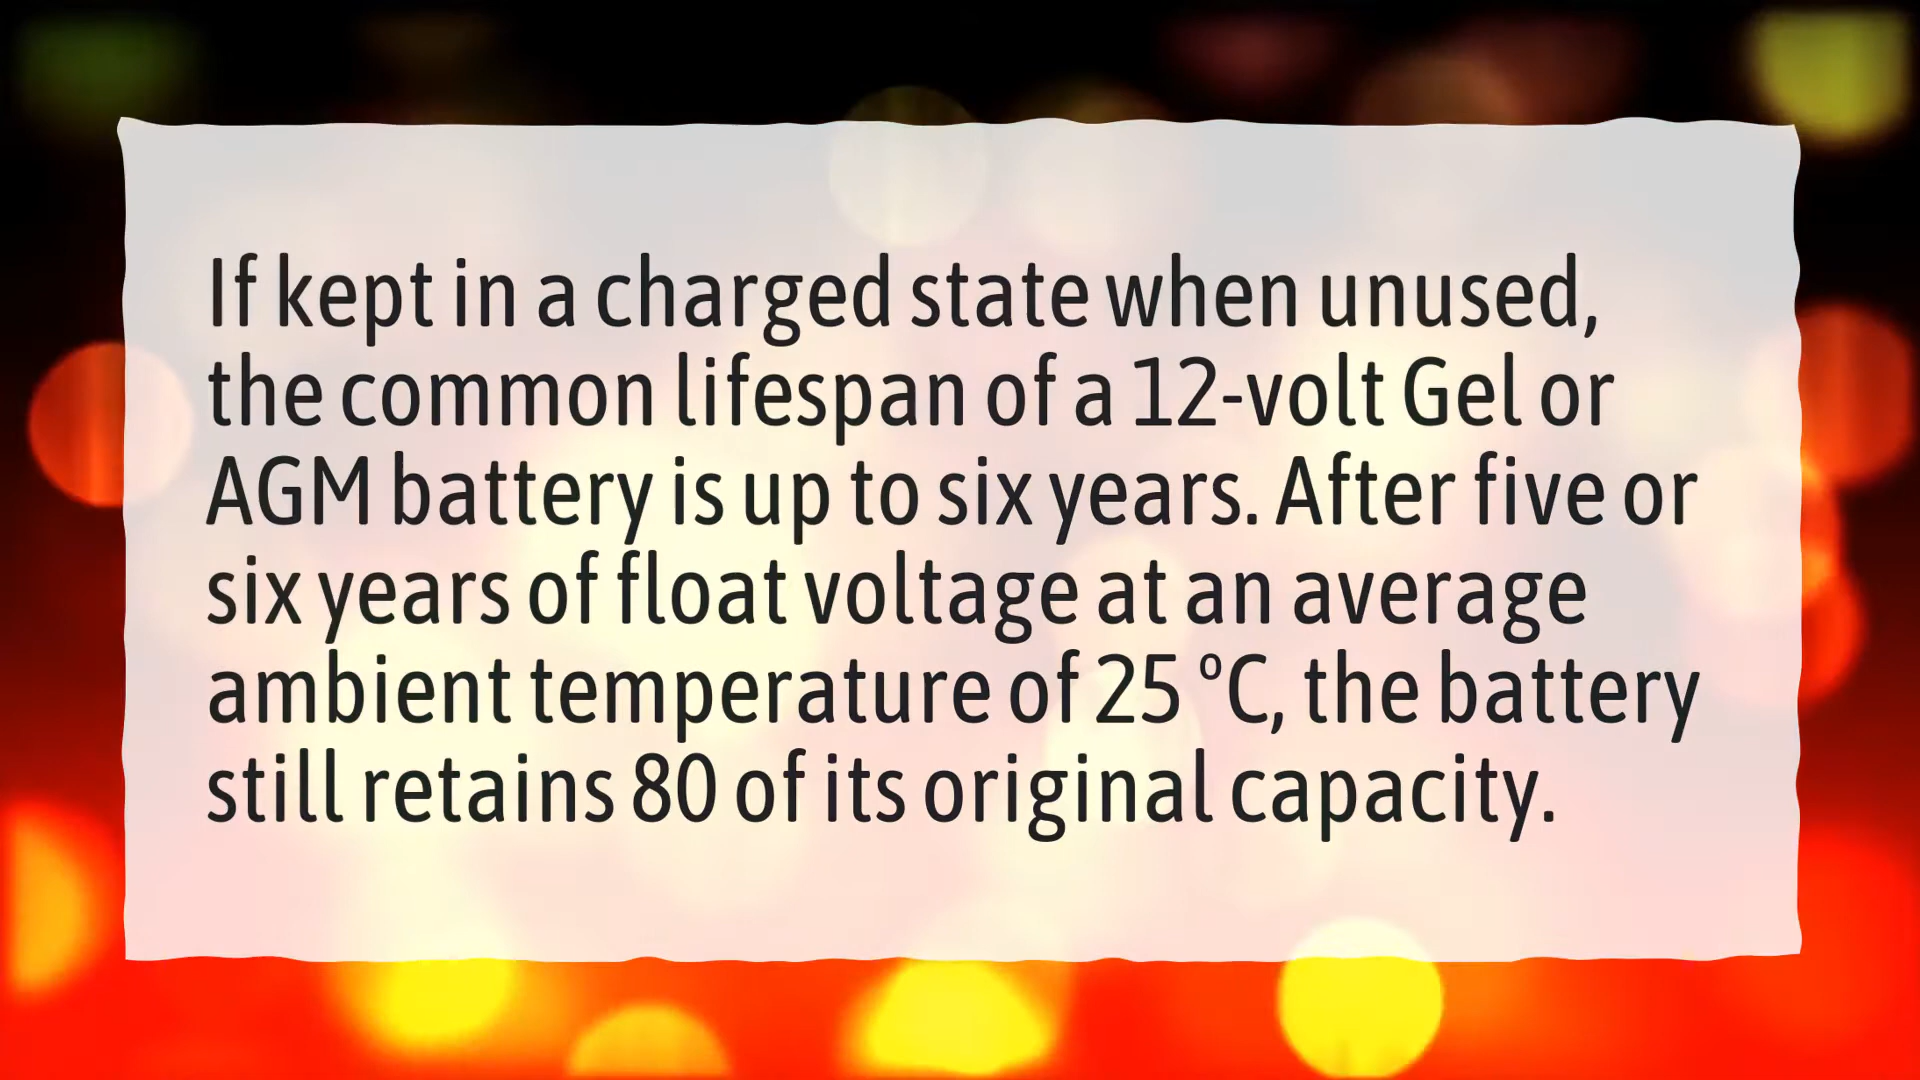 If kept in a charged state when unused,
the common lifespan of a 12-volt Gel or
AGM battery is up to six years. After five or
six years of float voltage at an average
ambient temperature of 25 ºC, the battery
still retains 80 of its original capacity.